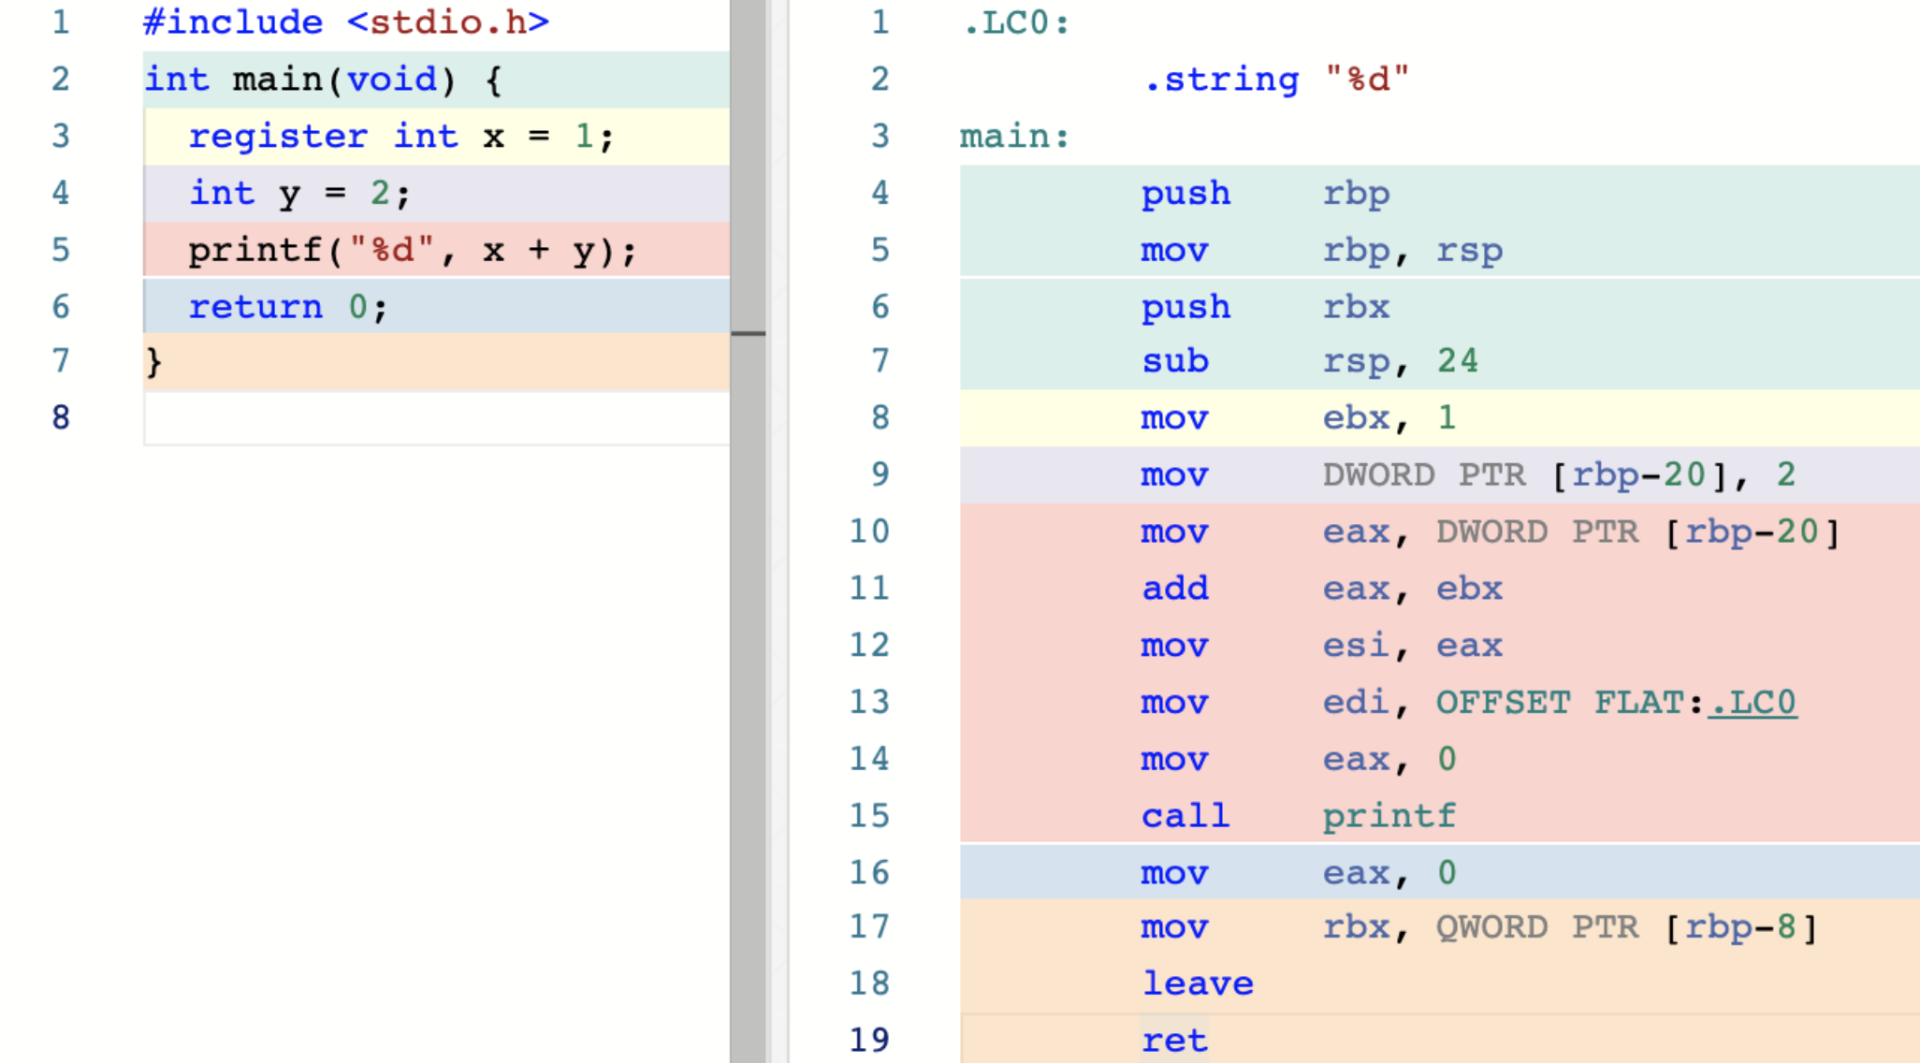 1 #include <stdio.h>
2 int main(void) {
3   register int x = 1;
4   int y = 2;
5   printf("%d", x + y);
6   return 0;
7 }
8
1 .LC0:
2         .string "%d"
3 main:
4         push    rbp
5         mov     rbp, rsp
6         push    rbx
7         sub     rsp, 24
8         mov     ebx, 1
9         mov     DWORD PTR [rbp-20], 2
10         mov     eax, DWORD PTR [rbp-20]
11         add     eax, ebx
12         mov     esi, eax
13         mov     edi, OFFSET FLAT:.LC0
14         mov     eax, 0
15         call    printf
16         mov     eax, 0
17         mov     rbx, QWORD PTR [rbp-8]
18         leave
19         ret